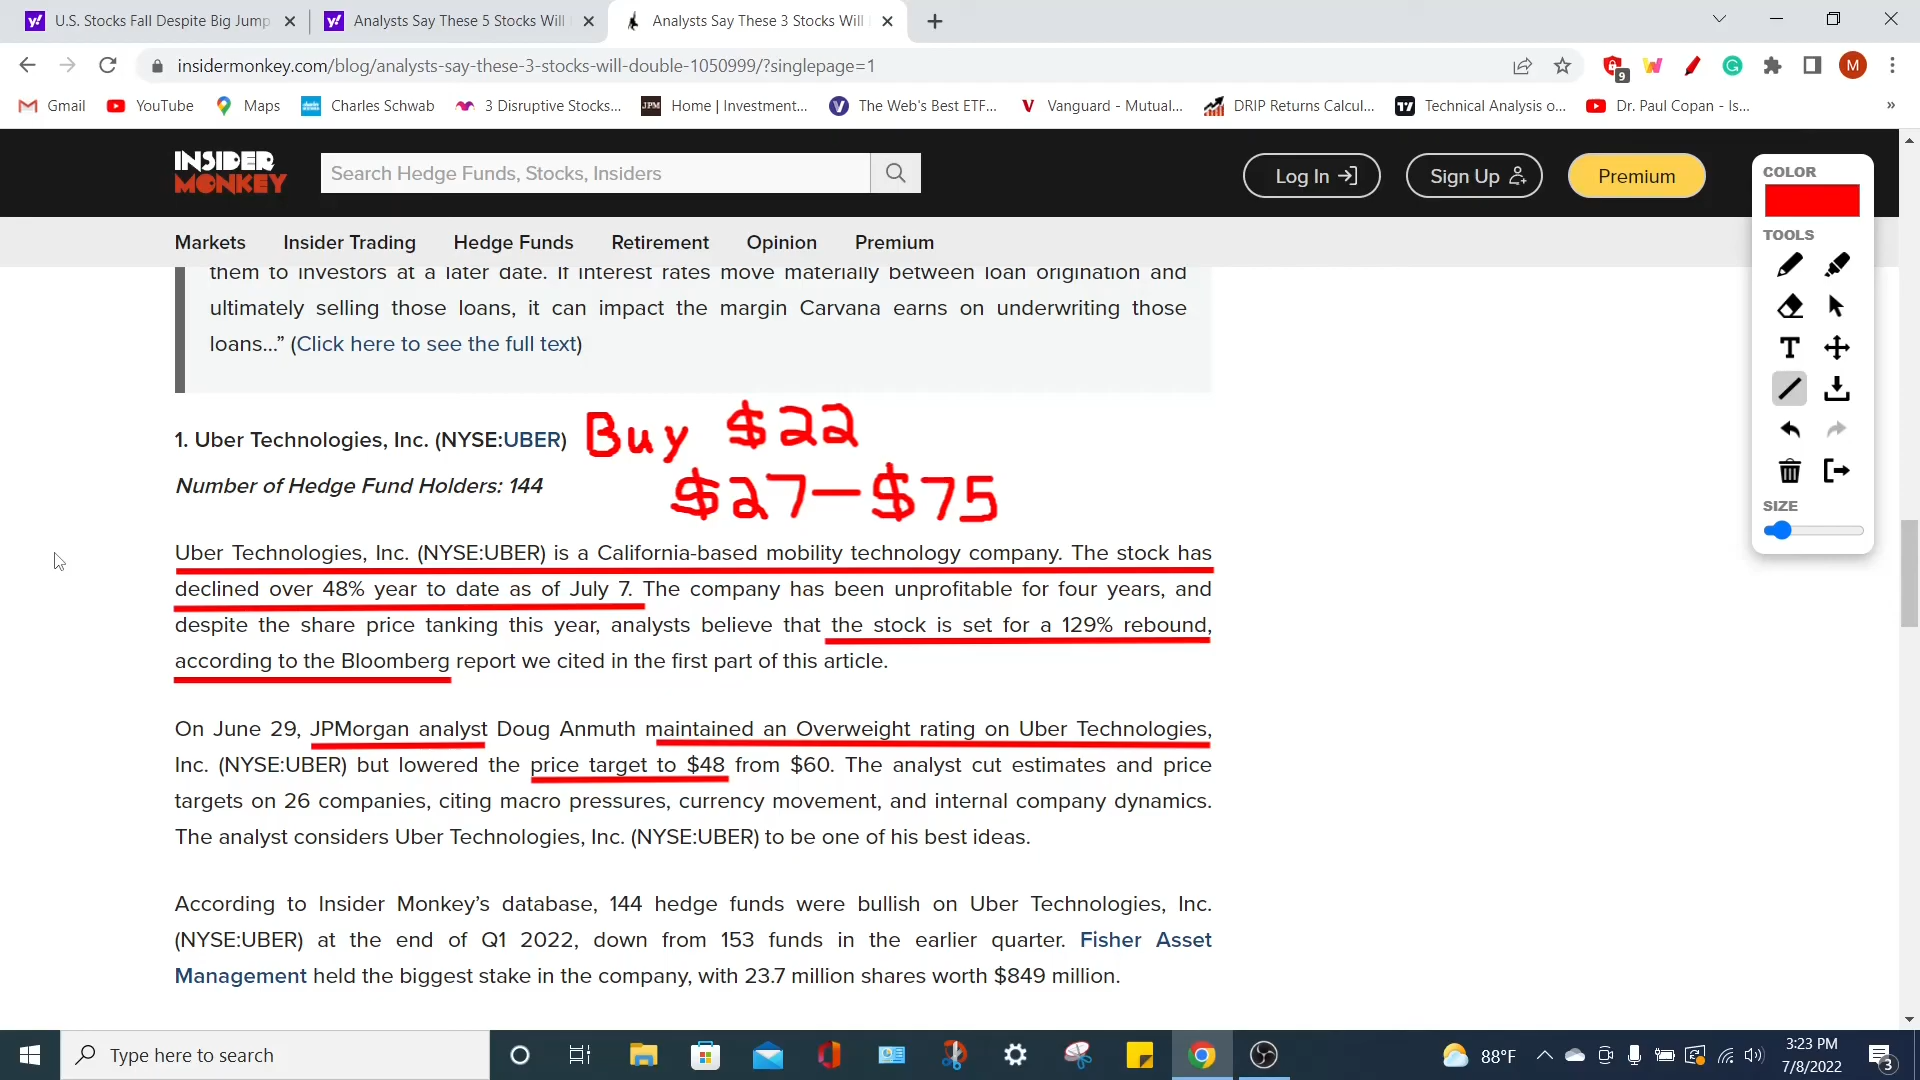 U.S. Stocks Fall Despite Big Jump
Analysts Say These 5 Stocks Will
Analysts Say These 3 Stocks Will
insidermonkey.com/blog/analysts-say-these-3-stocks-will-double-1050999/?singlepage=1
9
M
Gmail
YouTube
Maps
Charles Schwab
3 Disruptive Stocks...
JPM
Home | Investment...
The Web's Best ETF...
Vanguard - Mutual...
DRIP Returns Calcul...
Technical Analysis o...
Dr. Paul Copan - Is...
»
INSIDER
MONKEY
Search Hedge Funds, Stocks, Insiders
Log In
Sign Up
Premium
Markets
Insider Trading
Hedge Funds
Retirement
Opinion
Premium
COLOR
TOOLS
T
SIZE
them to investors at a later date. If interest rates move materially between loan origination and
ultimately selling those loans, it can impact the margin Carvana earns on underwriting those
loans…” (Click here to see the full text)
1. Uber Technologies, Inc. (NYSE:UBER)
Buy $22
Number of Hedge Fund Holders: 144
$27—$75
Uber Technologies, Inc. (NYSE:UBER) is a California-based mobility technology company. The stock has
declined over 48% year to date as of July 7. The company has been unprofitable for four years, and
despite the share price tanking this year, analysts believe that the stock is set for a 129% rebound,
according to the Bloomberg report we cited in the first part of this article.
On June 29, JPMorgan analyst Doug Anmuth maintained an Overweight rating on Uber Technologies,
Inc. (NYSE:UBER) but lowered the price target to $48 from $60. The analyst cut estimates and price
targets on 26 companies, citing macro pressures, currency movement, and internal company dynamics.
The analyst considers Uber Technologies, Inc. (NYSE:UBER) to be one of his best ideas.
According to Insider Monkey’s database, 144 hedge funds were bullish on Uber Technologies, Inc.
(NYSE:UBER) at the end of Q1 2022, down from 153 funds in the earlier quarter. Fisher Asset
Management held the biggest stake in the company, with 23.7 million shares worth $849 million.
Type here to search
88°F
3:23 PM
7/8/2022
3